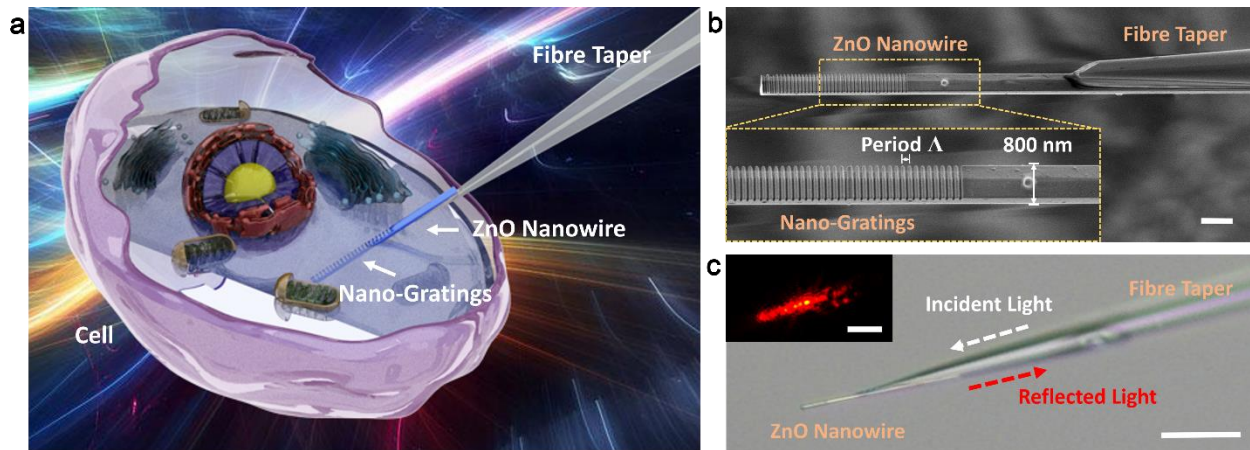 a
Fibre Taper
ZnO Nanowire
Nano-Gratings
Cell
b
ZnO Nanowire
Fibre Taper
Period Λ
800 nm
Nano-Gratings
c
Incident Light
Fibre Taper
Reflected Light
ZnO Nanowire